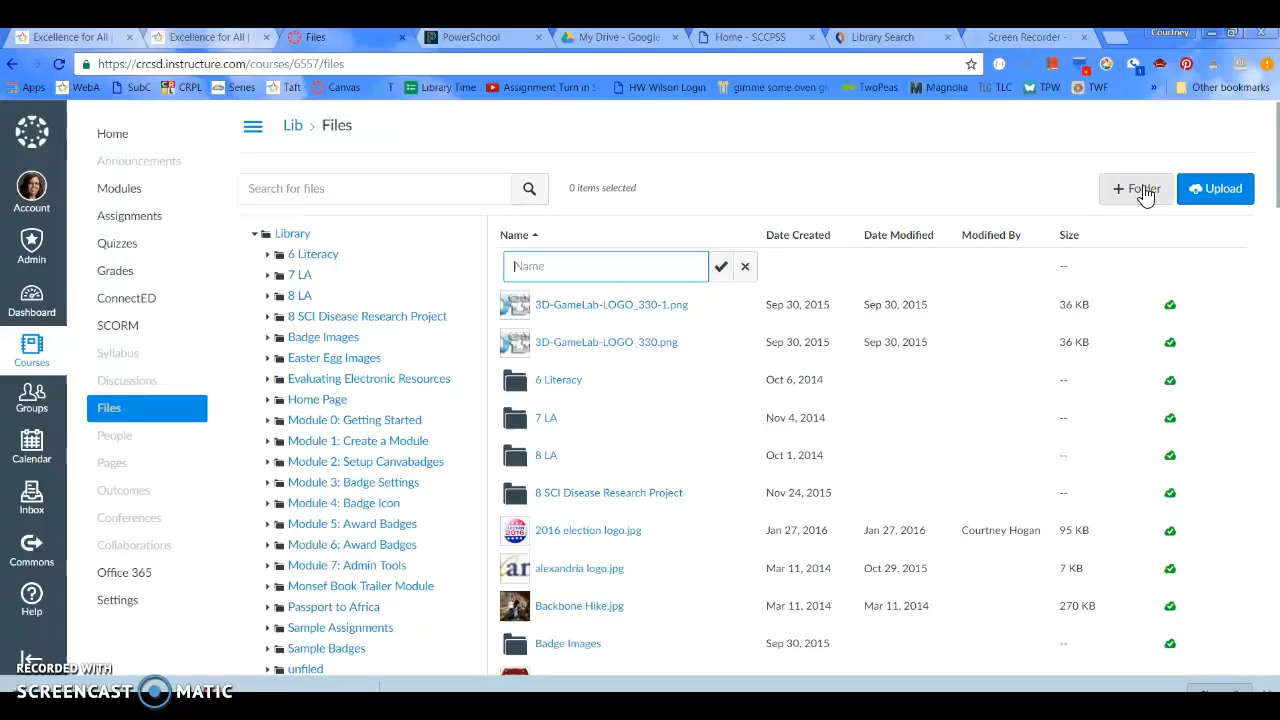 Excellence for All |
Excellence for All |
Files
PowerSchool
My Drive - Google
Home - SCCPSS
Library Search
Screen Recorder -
Courtney
https://crcsd.instructure.com/courses/6557/files
Apps
WebA
SubC
CRPL
Series
Taft
Canvas
T
Library Time
Assignment Turn in S
HW Wilson Login
gimme some oven
TwoPeas
Magnolia
TLC
TPW
TWF
»
Other bookmarks
Account
Admin
Dashboard
Courses
Groups
Calendar
Inbox
Commons
Help
Home
Announcements
Modules
Assignments
Quizzes
Grades
ConnectED
SCORM
Syllabus
Discussions
Files
People
Pages
Outcomes
Conferences
Collaborations
Office 365
Settings
Lib > Files
Search for files
0 items selected
+ Folder
Upload
Library
6 Literacy
7 LA
8 LA
8 SCI Disease Research Project
Badge Images
Easter Egg Images
Evaluating Electronic Resources
Home Page
Module 0: Getting Started
Module 1: Create a Module
Module 2: Setup Canvabadges
Module 3: Badge Settings
Module 4: Badge Icon
Module 5: Award Badges
Module 6: Award Badges
Module 7: Admin Tools
Monsef Book Trailer Module
Passport to Africa
Sample Assignments
Sample Badges
unfiled
Name Date Created Date Modified Modified By Size
Name --
3D-GameLab-LOGO_330-1.png Sep 30, 2015 Sep 30, 2015 36 KB
3D-GameLab-LOGO_330.png Sep 30, 2015 Sep 30, 2015 36 KB
6 Literacy Oct 6, 2014 --
7 LA Nov 4, 2014 --
8 LA Oct 1, 2014 --
8 SCI Disease Research Project Nov 24, 2015 --
2016 election logo.jpg Jan 27, 2016 Jan 27, 2016 Courtney Hogan 95 KB
alexandria logo.jpg Mar 11, 2014 Oct 29, 2015 7 KB
Backbone Hike.jpg Mar 11, 2014 Mar 11, 2014 270 KB
Badge Images Sep 30, 2015 --
RECORDED WITH
SCREENCAST MATIC